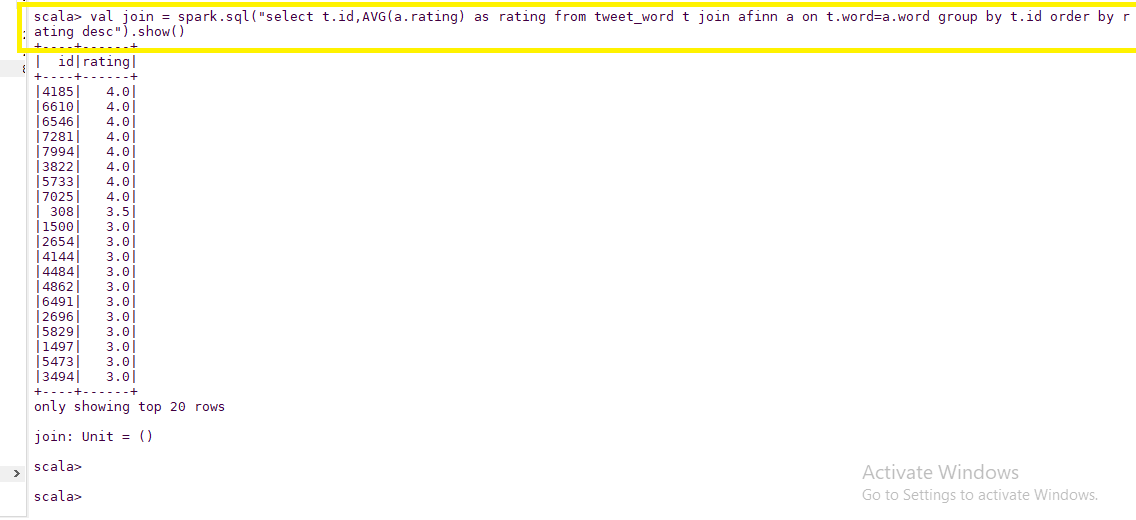 scala> val join = spark.sql("select t.id,AVG(a.rating) as rating from tweet_word t join afinn a on t.word=a.word group by t.id order by r
ating desc").show()
+----+------+
|  id|rating|
+----+------+
|4185|   4.0|
|6610|   4.0|
|6546|   4.0|
|7281|   4.0|
|7994|   4.0|
|3822|   4.0|
|5733|   4.0|
|7025|   4.0|
| 308|   3.5|
|1500|   3.0|
|2654|   3.0|
|4144|   3.0|
|4484|   3.0|
|4862|   3.0|
|6491|   3.0|
|2696|   3.0|
|5829|   3.0|
|1497|   3.0|
|5473|   3.0|
|3494|   3.0|
+----+------+
only showing top 20 rows
join: Unit = ()
scala>
scala>
Activate Windows
Go to Settings to activate Windows.